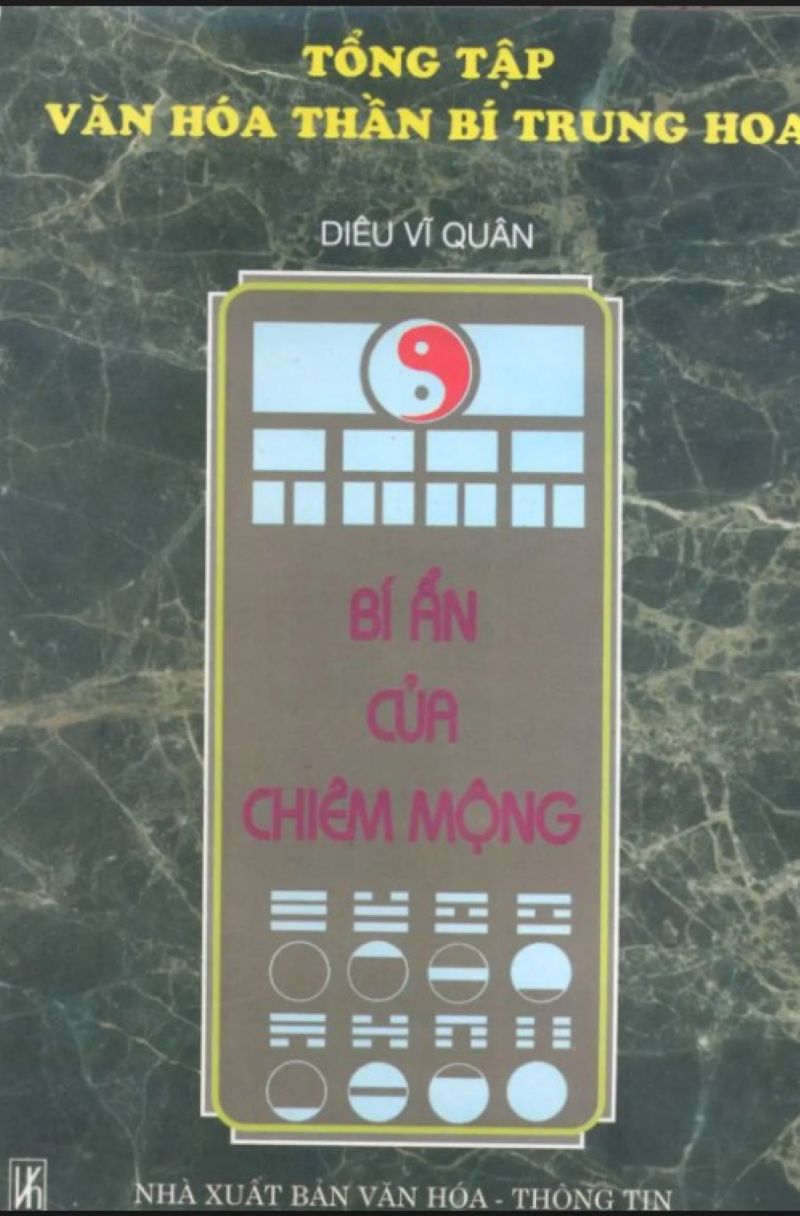 TỔNG TẬP
VĂN HÓA THẦN BÍ TRUNG HOA
DIÊU VĨ QUÂN
BÍ ẨN
CỦA
CHIÊM MỘNG
NHÀ XUẤT BẢN VĂN HÓA - THÔNG TIN